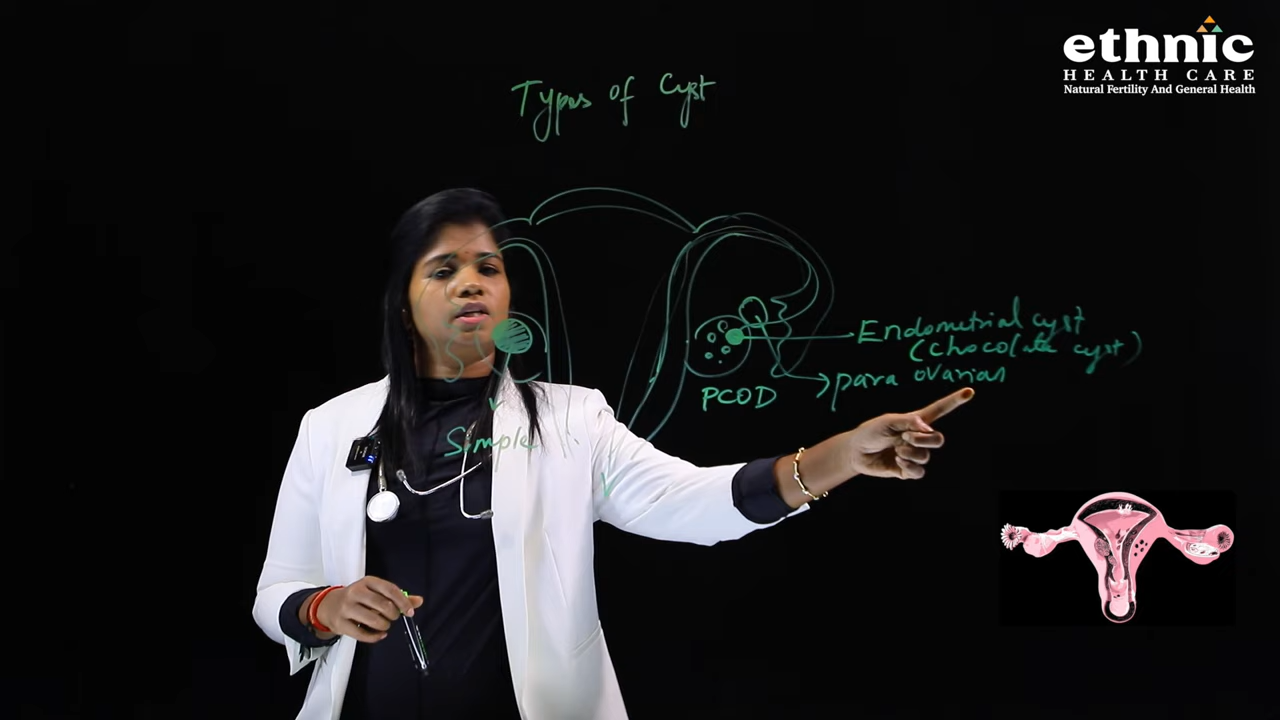 ethnic
HEALTH CARE
Natural Fertility And General Health
Types of Cyst
Endometrial cyst
(chocolate cyst)
para ovarian
PCOD
Simple